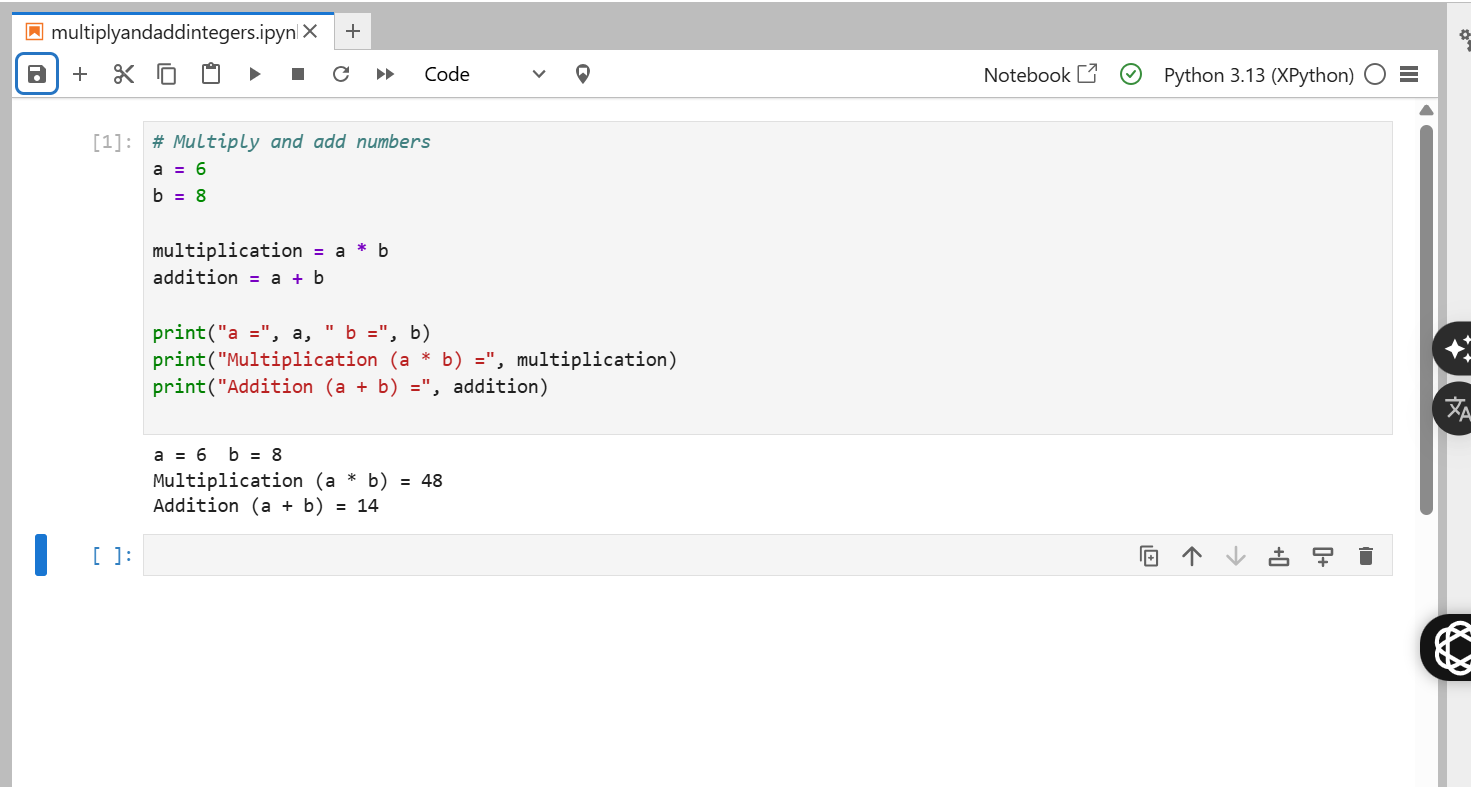 multiplyandaddintegers.ipyn
Code
Notebook
Python 3.13 (XPython)
[1]:
# Multiply and add numbers
a = 6
b = 8
multiplication = a * b
addition = a + b
print("a =", a, " b =", b)
print("Multiplication (a * b) =", multiplication)
print("Addition (a + b) =", addition)
a = 6  b = 8
Multiplication (a * b) = 48
Addition (a + b) = 14
[ ]: